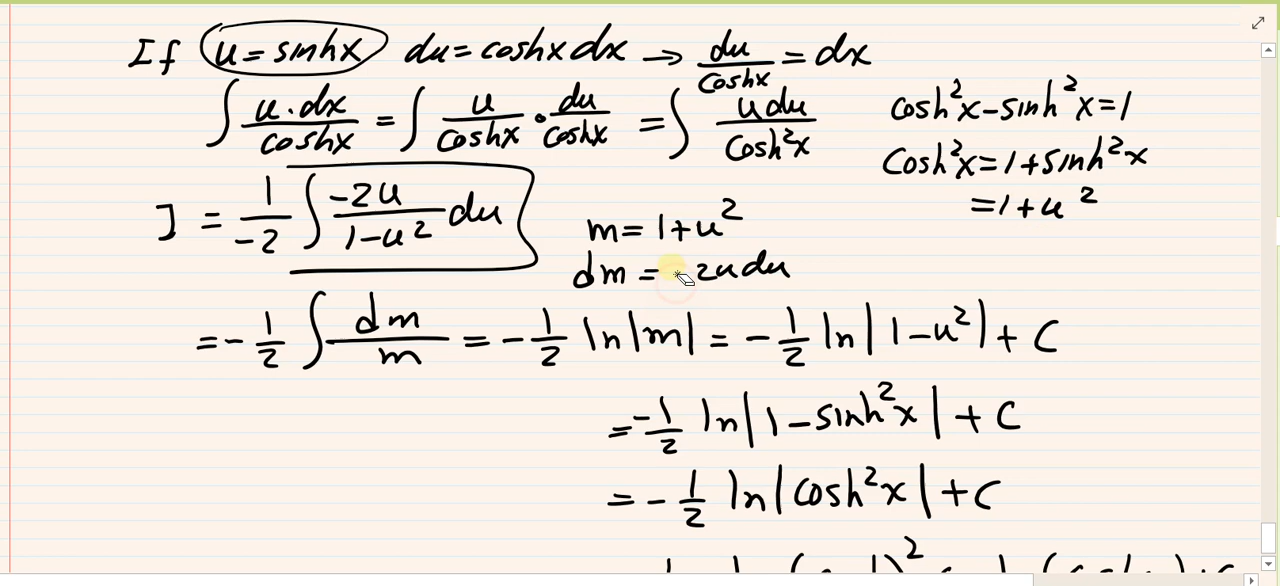 If u = sinhx du = coshx dx → du/coshx = dx
∫ u·dx/coshx = ∫ u/coshx · du/coshx = ∫ u du/cosh²x
cosh²x - sinh²x = 1
cosh²x = 1 + sinh²x
= 1 + u²
I = 1/-2 ∫ -2u/1-u² du
m = 1+u²
dm = 2u du
= - 1/2 ∫ dm/m = - 1/2 ln|m| = - 1/2 ln|1-u²| + C
= - 1/2 ln|1 - sinh²x| + C
= - 1/2 ln|cosh²x| + C